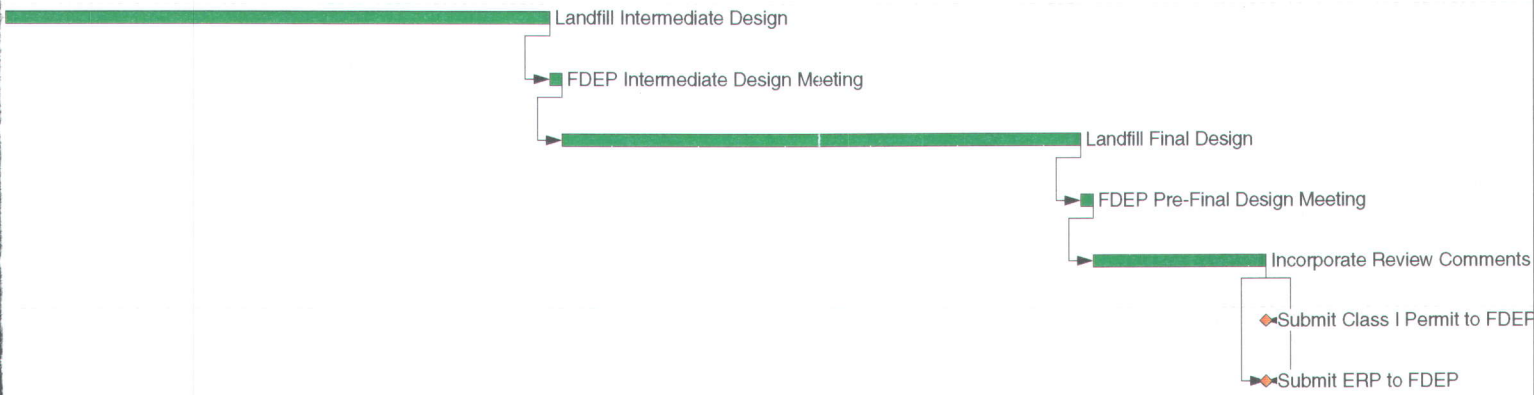 Landfill Intermediate Design
FDEP Intermediate Design Meeting
Landfill Final Design
FDEP Pre-Final Design Meeting
Incorporate Review Comments
Submit Class I Permit to FDEP
Submit ERP to FDEP